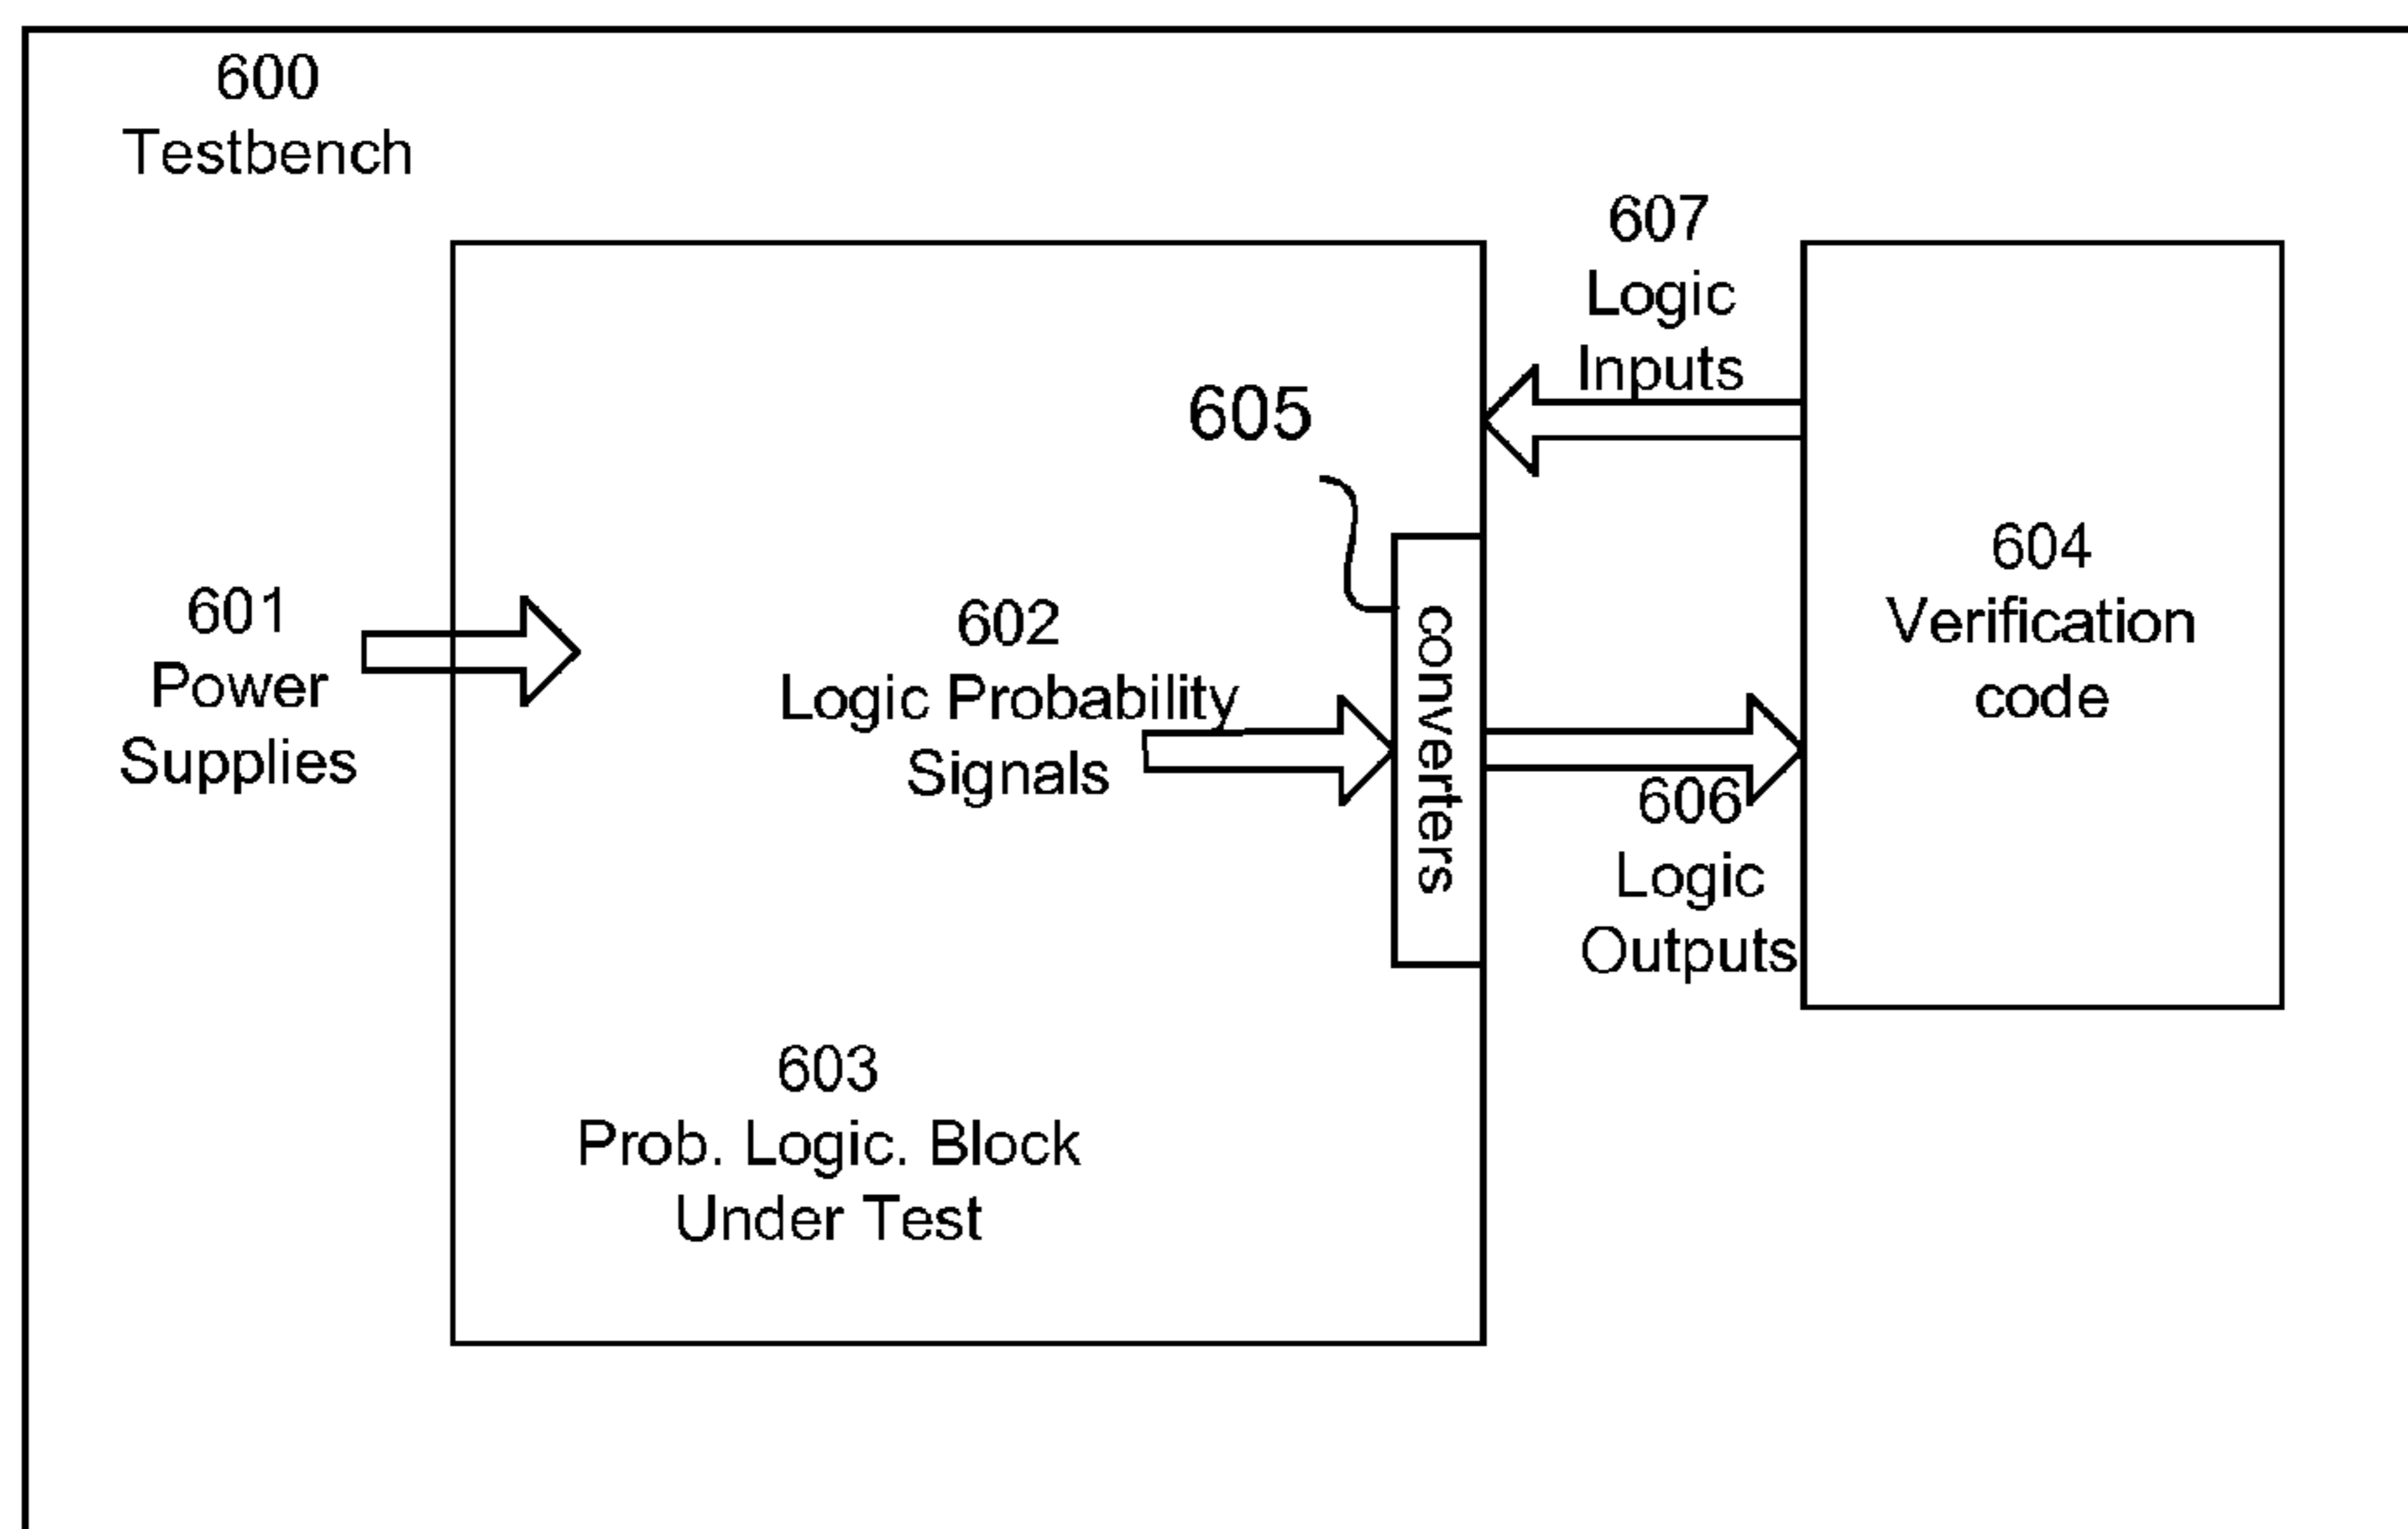 600
Testbench
607
Logic
Inputs
605
604
Verification
code
601
Power
Supplies
602
Logic Probability
Signals
converters
606
Logic
Outputs
603
Prob. Logic. Block
Under Test